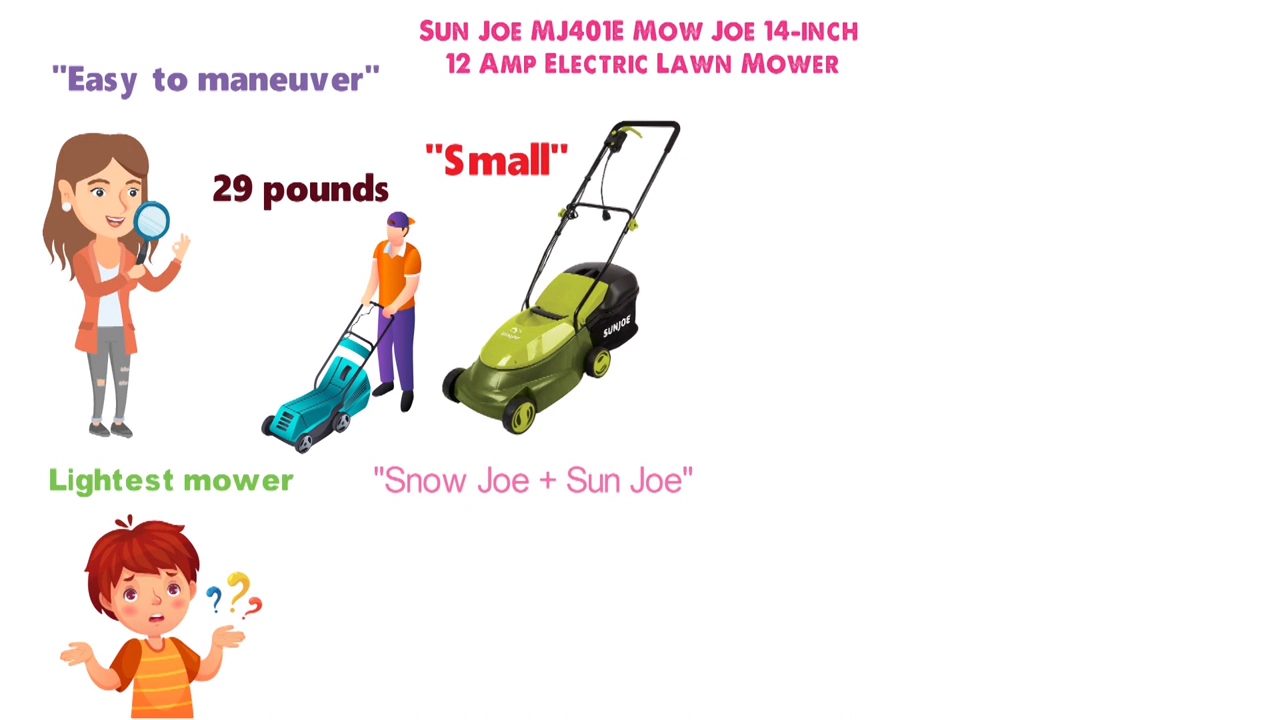 Sun Joe MJ401E Mow Joe 14-inch
12 Amp Electric Lawn Mower
"Easy to maneuver"
"Small"
29 pounds
SUNJOE
Lightest mower
"Snow Joe + Sun Joe"
? ? ?